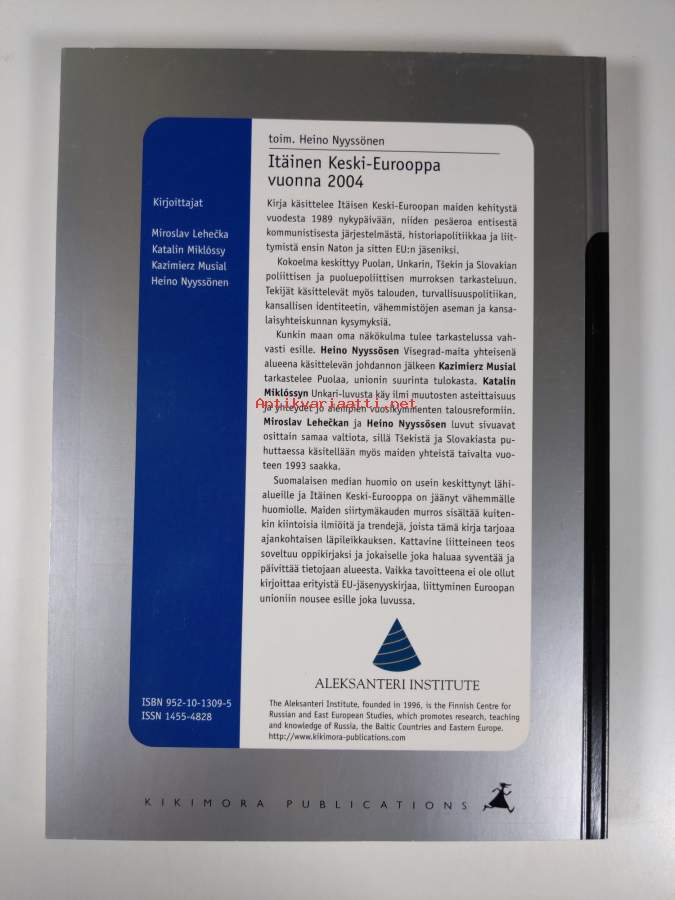 Kirjoittajat
Miroslav Lehečka
Katalin Miklóssy
Kazimierz Musial
Heino Nyyssönen
ISBN 952-10-1309-5
ISSN 1455-4828
toim. Heino Nyyssönen
Itäinen Keski-Eurooppa
vuonna 2004
Kirja käsittelee Itäisen Keski-Euroopan maiden kehitystä
vuodesta 1989 nykypäivään, niiden pesäeroa entisestä
kommunistisesta järjestelmästä, historiapolitiikkaa ja liit-
tymistä ensin Naton ja sitten EU:n jäseniksi.
Kokoelma keskittyy Puolan, Unkarin, Tšekin ja Slovakian
poliittisen ja puoluepoliittisen murroksen tarkasteluun.
Tekijät käsittelevät myös talouden, turvallisuuspolitiikan,
kansallisen identiteetin, vähemmistöjen aseman ja kansa-
laisyhteiskunnan kysymyksiä.
Kunkin maan oma näkökulma tulee tarkastelussa vah-
vasti esille. Heino Nyyssösen Visegrad-maita yhteisenä
alueena käsittelevän johdannon jälkeen Kazimierz Musial
tarkastelee Puolaa, unionin suurinta tulokasta. Katalin
Miklóssyn Unkari-luvusta käy ilmi muutosten asteittaisuus
Antikvariaatti.net
ja yhteydet jo aiempien vuosikymmenten talousreformiin.
Miroslav Lehečkan ja Heino Nyyssösen luvut sivuavat
osittain samaa valtiota, sillä Tšekistä ja Slovakiasta pu-
huttaessa käsitellään myös maiden yhteistä taivalta vuo-
teen 1993 saakka.
Suomalaisen median huomio on usein keskittynyt lähi-
alueille ja Itäinen Keski-Eurooppa on jäänyt vähemmälle
huomiolle. Maiden siirtymäkauden murros sisältää kuiten-
kin kiintoisia ilmiöitä ja trendejä, joista tämä kirja tarjoaa
ajankohtaisen läpileikkauksen. Kattavine liitteineen teos
soveltuu oppikirjaksi ja jokaiselle joka haluaa syventää ja
päivittää tietojaan alueesta. Vaikka tavoitteena ei ole ollut
kirjoittaa erityistä EU-jäsenyyskirjaa, liittyminen Euroopan
unioniin nousee esille joka luvussa.
ALEKSANTERI INSTITUTE
The Aleksanteri Institute, founded in 1996, is the Finnish Centre for
Russian and East European Studies, which promotes research, teaching
and knowledge of Russia, the Baltic Countries and Eastern Europe.
http://www.kikimora-publications.com
KIKIMORA PUBLICATIONS